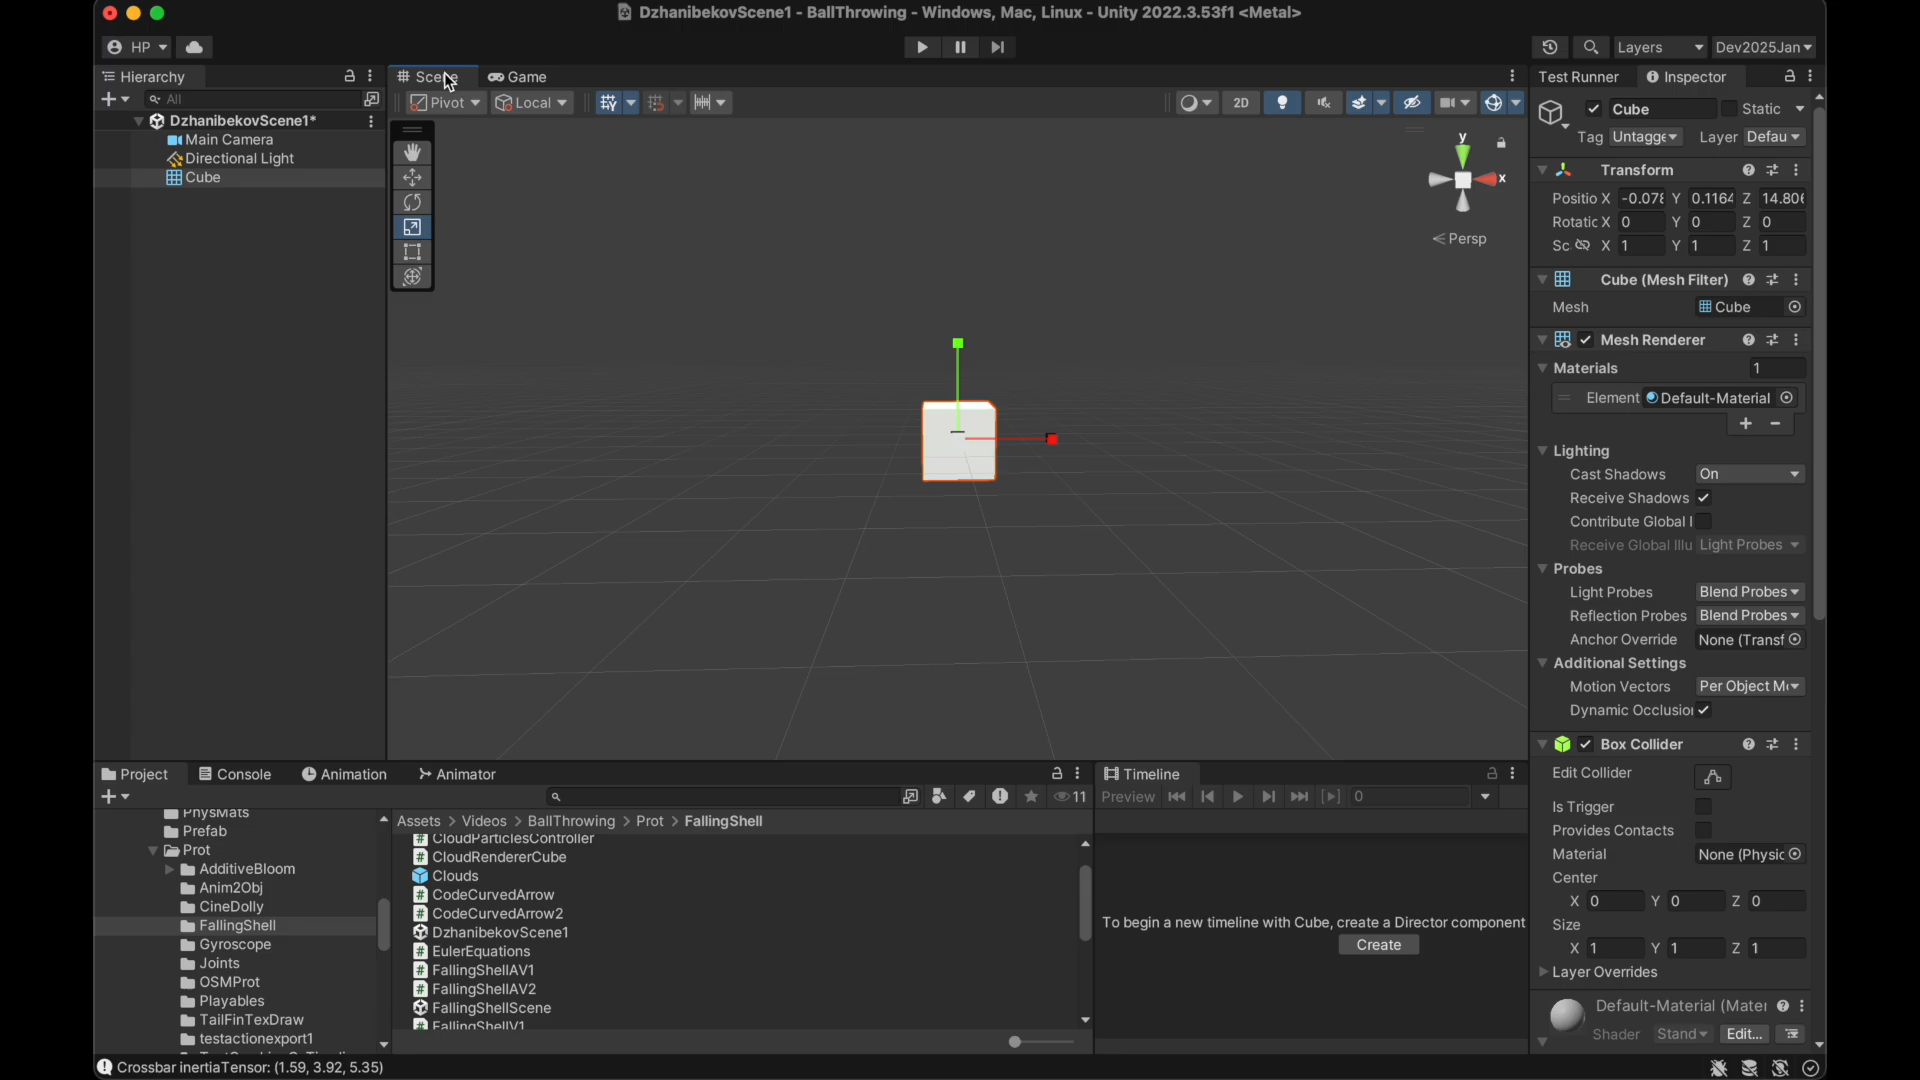 DzhanibekovScene1 - BallThrowing - Windows, Mac, Linux - Unity 2022.3.53f1 <Metal>
HP
Layers
Dev2025Jan
Hierarchy
All
DzhanibekovScene1*
Main Camera
Directional Light
Cube
Scene
Game
Pivot
Local
2D
y
x
Persp
Test Runner
Inspector
Cube
Static
Tag Untagge Layer Defau
Transform
Positio X -0.078 Y 0.1164 Z 14.806
Rotatic X 0 Y 0 Z 0
Sc X 1 Y 1 Z 1
Cube (Mesh Filter)
Mesh Cube
Mesh Renderer
Materials 1
Element Default-Material
Lighting
Cast Shadows On
Receive Shadows
Contribute Global I
Receive Global Illu Light Probes
Probes
Light Probes Blend Probes
Reflection Probes Blend Probes
Anchor Override None (Transf
Additional Settings
Motion Vectors Per Object M
Dynamic Occlusion
Box Collider
Edit Collider
Is Trigger
Provides Contacts
Material None (Physic
Center
X 0 Y 0 Z 0
Size
X 1 Y 1 Z 1
Layer Overrides
Default-Material (Mater
Shader Stand Edit...
Project
Console
Animation
Animator
11
PhysMats
Prefab
Prot
AdditiveBloom
Anim2Obj
CineDolly
FallingShell
Gyroscope
Joints
OSMProt
Playables
TailFinTexDraw
testactionexport1
Assets > Videos > BallThrowing > Prot > FallingShell
CloudParticlesController
CloudRendererCube
Clouds
CodeCurvedArrow
CodeCurvedArrow2
DzhanibekovScene1
EulerEquations
FallingShellAV1
FallingShellAV2
FallingShellScene
FallingShellV1
Timeline
Preview
0
To begin a new timeline with Cube, create a Director component
Create
Crossbar inertiaTensor: (1.59, 3.92, 5.35)